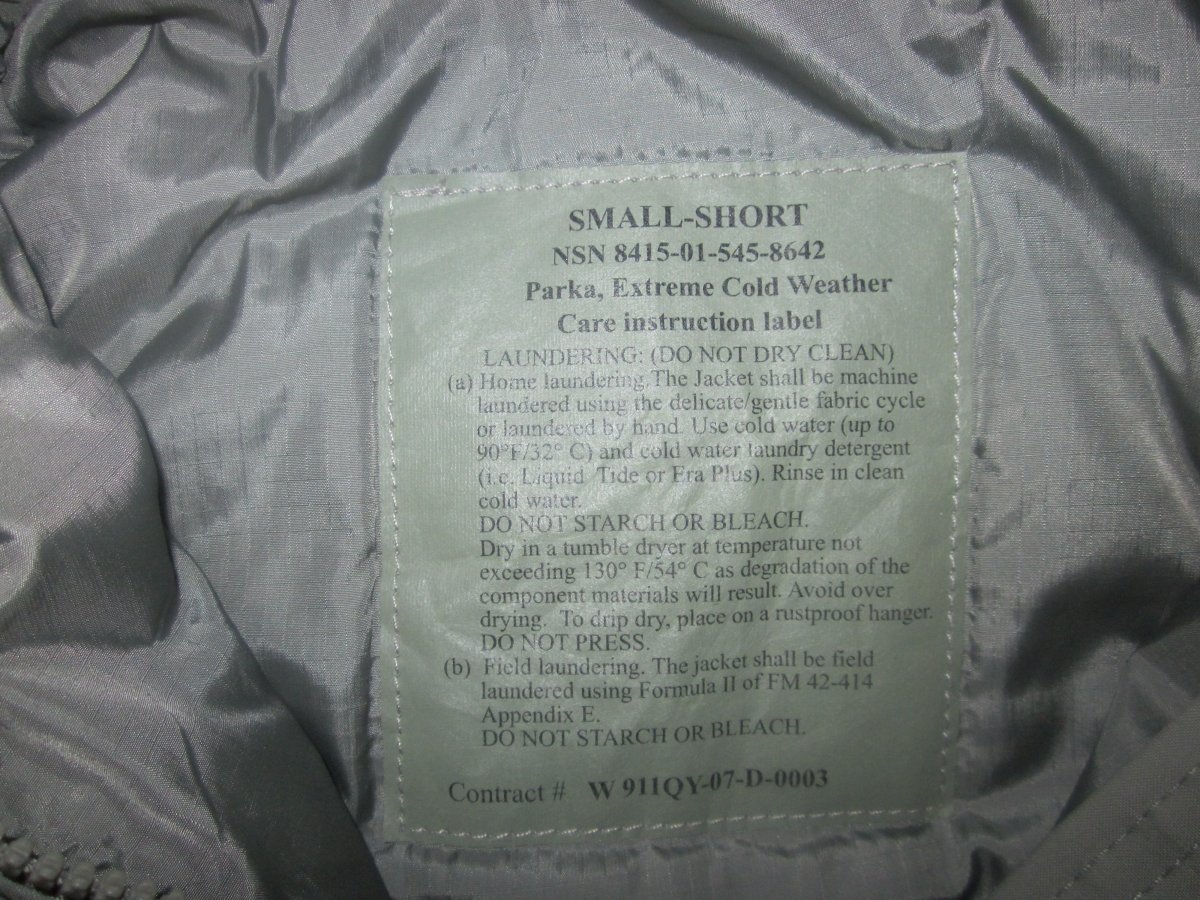 SMALL-SHORT
NSN 8415-01-545-8642
Parka, Extreme Cold Weather
Care instruction label
LAUNDERING: (DO NOT DRY CLEAN)
(a) Home laundering.The Jacket shall be machine
laundered using the delicate/gentle fabric cycle
or laundered by hand. Use cold water (up to
90°F/32° C) and cold water laundry detergent
(i.e. Liquid Tide or Era Plus). Rinse in clean
cold water.
DO NOT STARCH OR BLEACH.
Dry in a tumble dryer at temperature not
exceeding 130° F/54° C as degradation of the
component materials will result. Avoid over
drying. To drip dry, place on a rustproof hanger.
DO NOT PRESS.
(b) Field laundering. The jacket shall be field
laundered using Formula II of FM 42-414
Appendix E.
DO NOT STARCH OR BLEACH.
Contract # W 911QY-07-D-0003